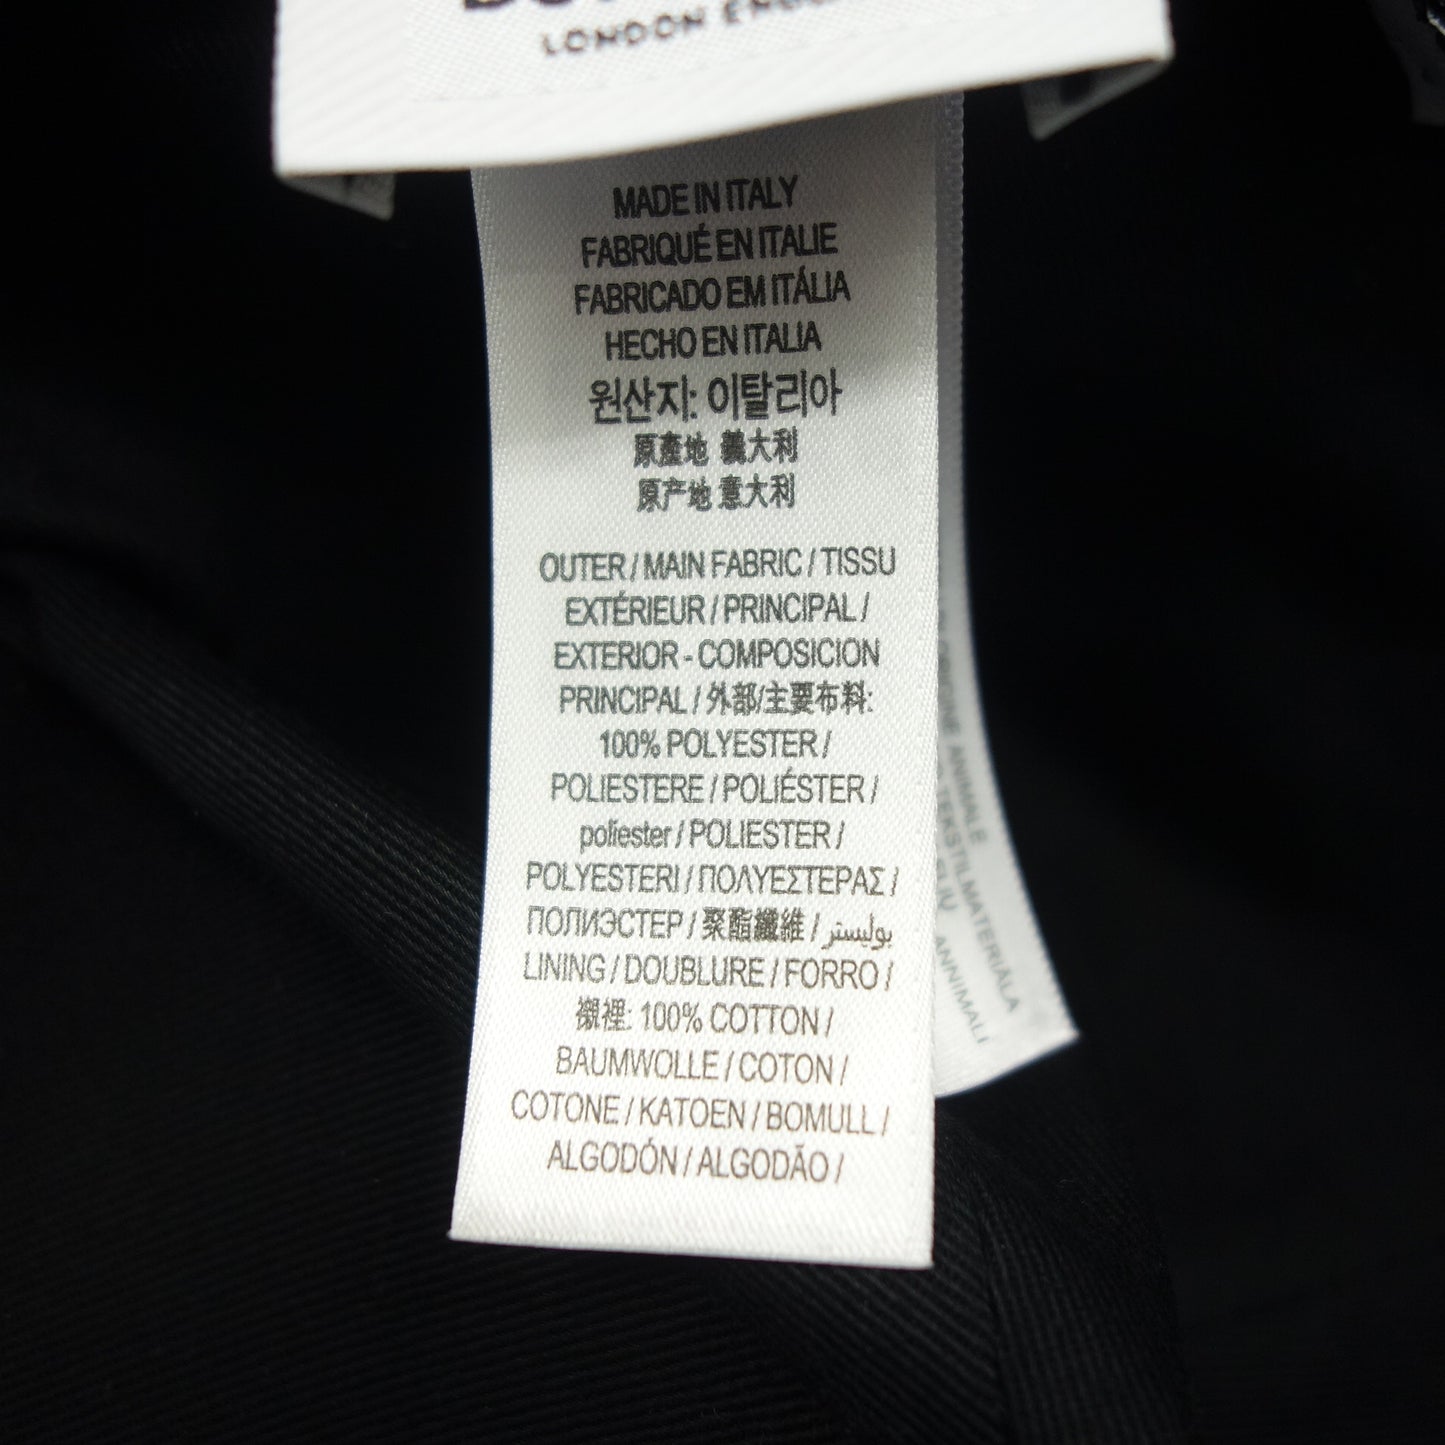 LONDON
MADE IN ITALY
FABRIQUÉ EN ITALIE
FABRICADO EM ITÁLIA
HECHO EN ITALIA
원산지: 이탈리아
原產地 義大利
原产地 意大利
OUTER / MAIN FABRIC / TISSU
EXTÉRIEUR / PRINCIPAL /
EXTERIOR - COMPOSICION
PRINCIPAL / 外部/主要布料:
100% POLYESTER /
POLIESTERE / POLIÉSTER /
poliester / POLIESTER /
POLYESTERI / ΠΟΛΥΕΣΤΕΡΑΣ /
ПОЛИЭСТЕР / 聚酯纖維 / بوليستر
LINING / DOUBLURE / FORRO /
襯裡: 100% COTTON /
BAUMWOLLE / COTON /
COTONE / KATOEN / BOMULL /
ALGODÓN / ALGODÃO /
ANIMALE
TEKSTILMATERIĀLA
ANNIMALI